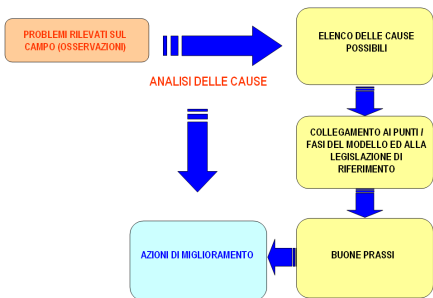 PROBLEMI RILEVATI SUL
CAMPO (OSSERVAZIONI)
ELENCO DELLE CAUSE
POSSIBILI
ANALISI DELLE CAUSE
COLLEGAMENTO AI PUNTI /
FASI DEL MODELLO ED ALLA
LEGISLAZIONE DI
RIFERIMENTO
AZIONI DI MIGLIORAMENTO
BUONE PRASSI